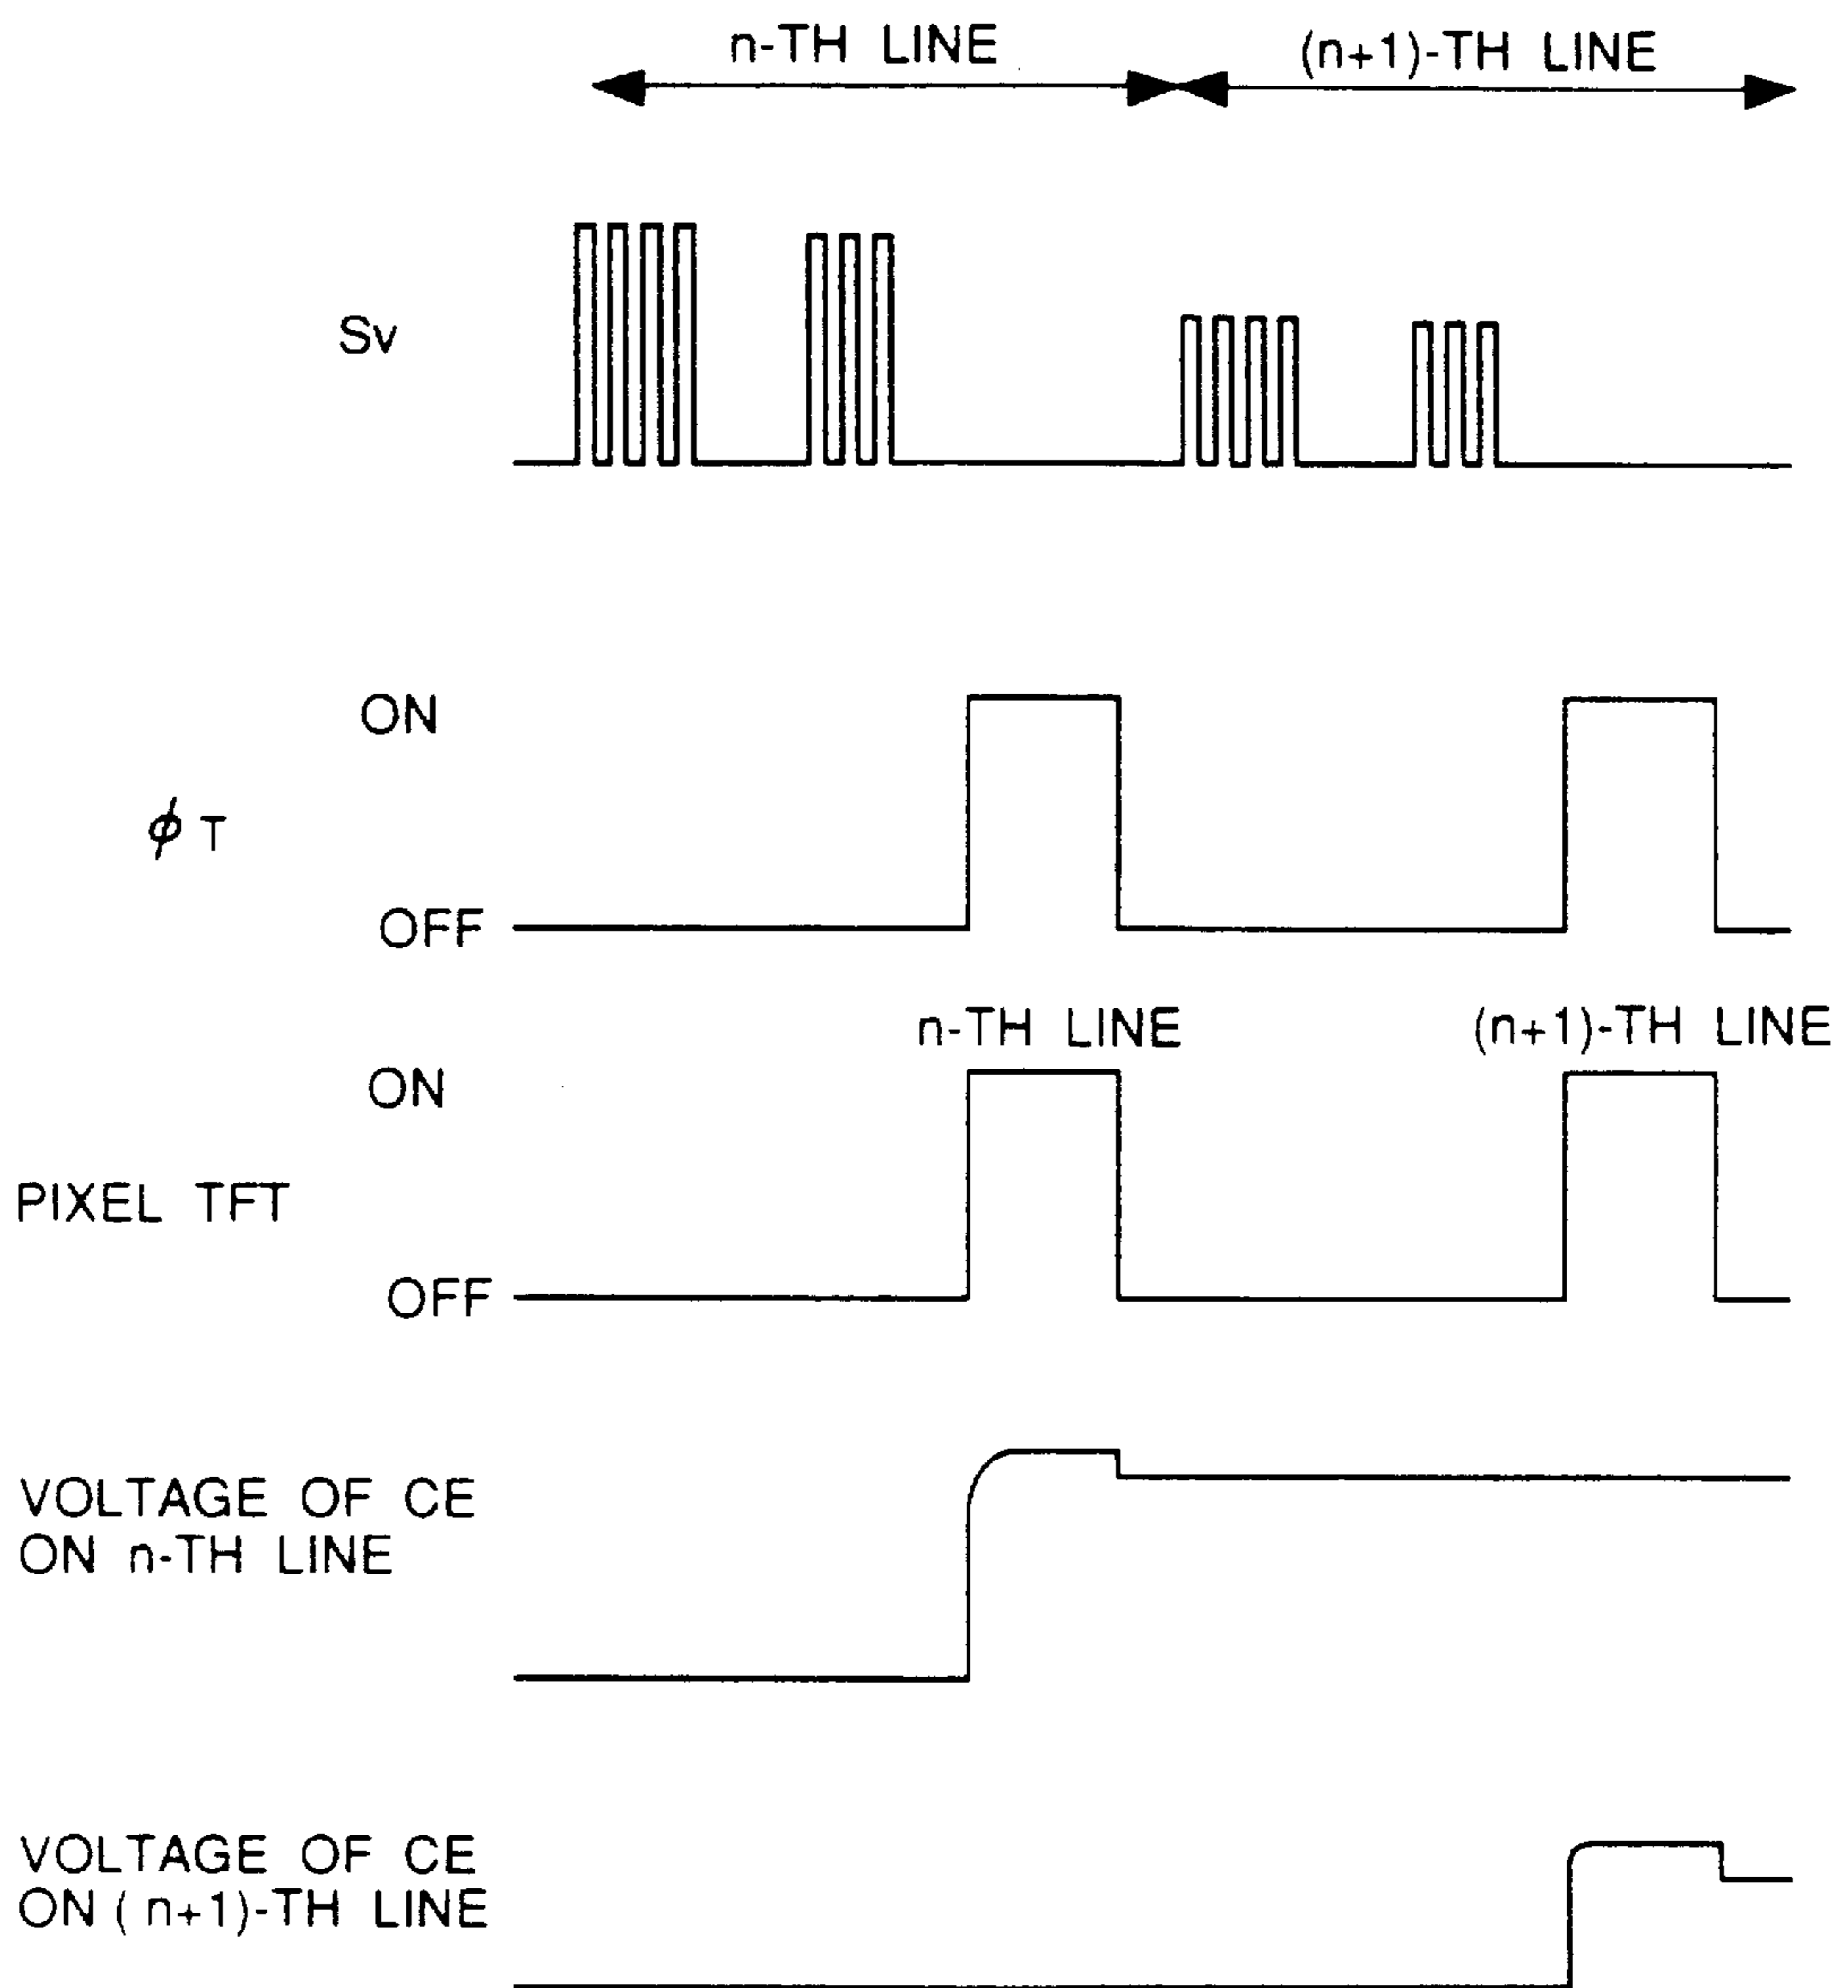 n-TH LINE
(n+1)-TH LINE
Sv
ON
ϕT
OFF
n-TH LINE
(n+1)-TH LINE
ON
PIXEL TFT
OFF
VOLTAGE OF CE
ON n-TH LINE
VOLTAGE OF CE
ON (n+1)-TH LINE